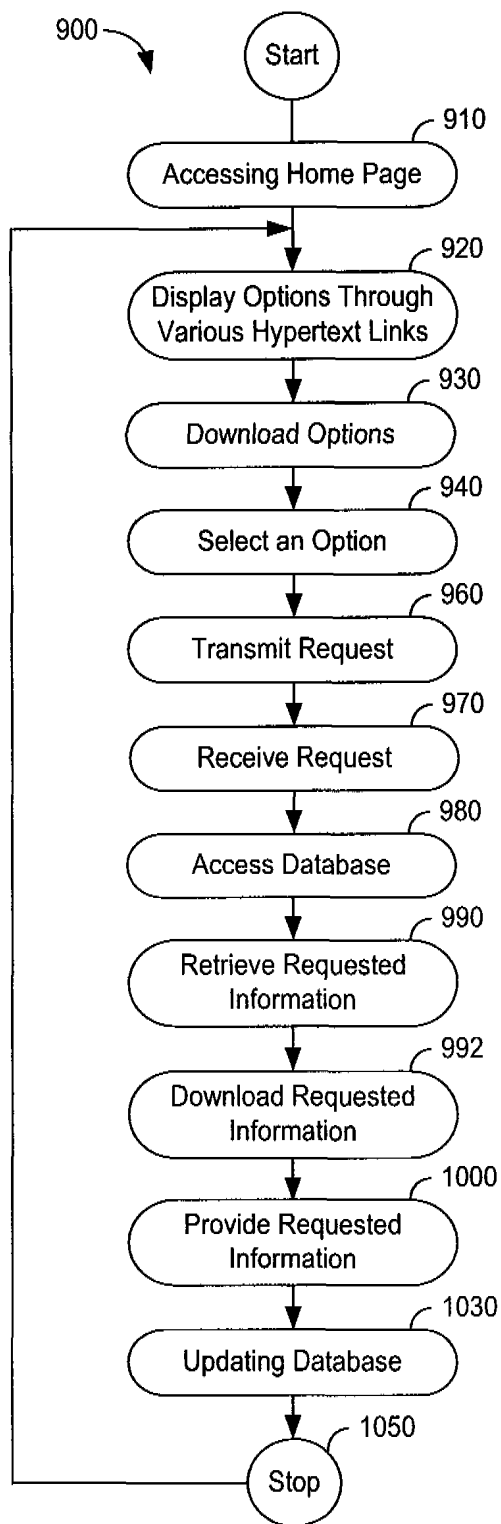 900
Start
910
Accessing Home Page
920
Display Options Through
Various Hypertext Links
930
Download Options
940
Select an Option
960
Transmit Request
970
Receive Request
980
Access Database
990
Retrieve Requested
Information
992
Download Requested
Information
1000
Provide Requested
Information
1030
Updating Database
1050
Stop